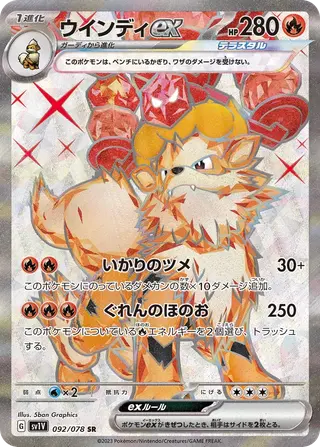 1進化 ウインディex HP280
ガーディから進化 テラスタル
このポケモンは、ベンチにいるかぎり、ワザのダメージを受けない。
いかりのツメ 30+
このポケモンにのっているダメカンの数×10ダメージ追加。
ぐれんのほのお 250
このポケモンについているエネルギーを2個選び、トラッシュする。
弱点 ×2 抵抗力 にげる
Illus. 5ban Graphics
G sv1V 092/078 SR
exルール
ポケモンexがきぜつしたとき、相手はサイドを2枚とる。
©2023 Pokémon/Nintendo/Creatures/GAME FREAK.